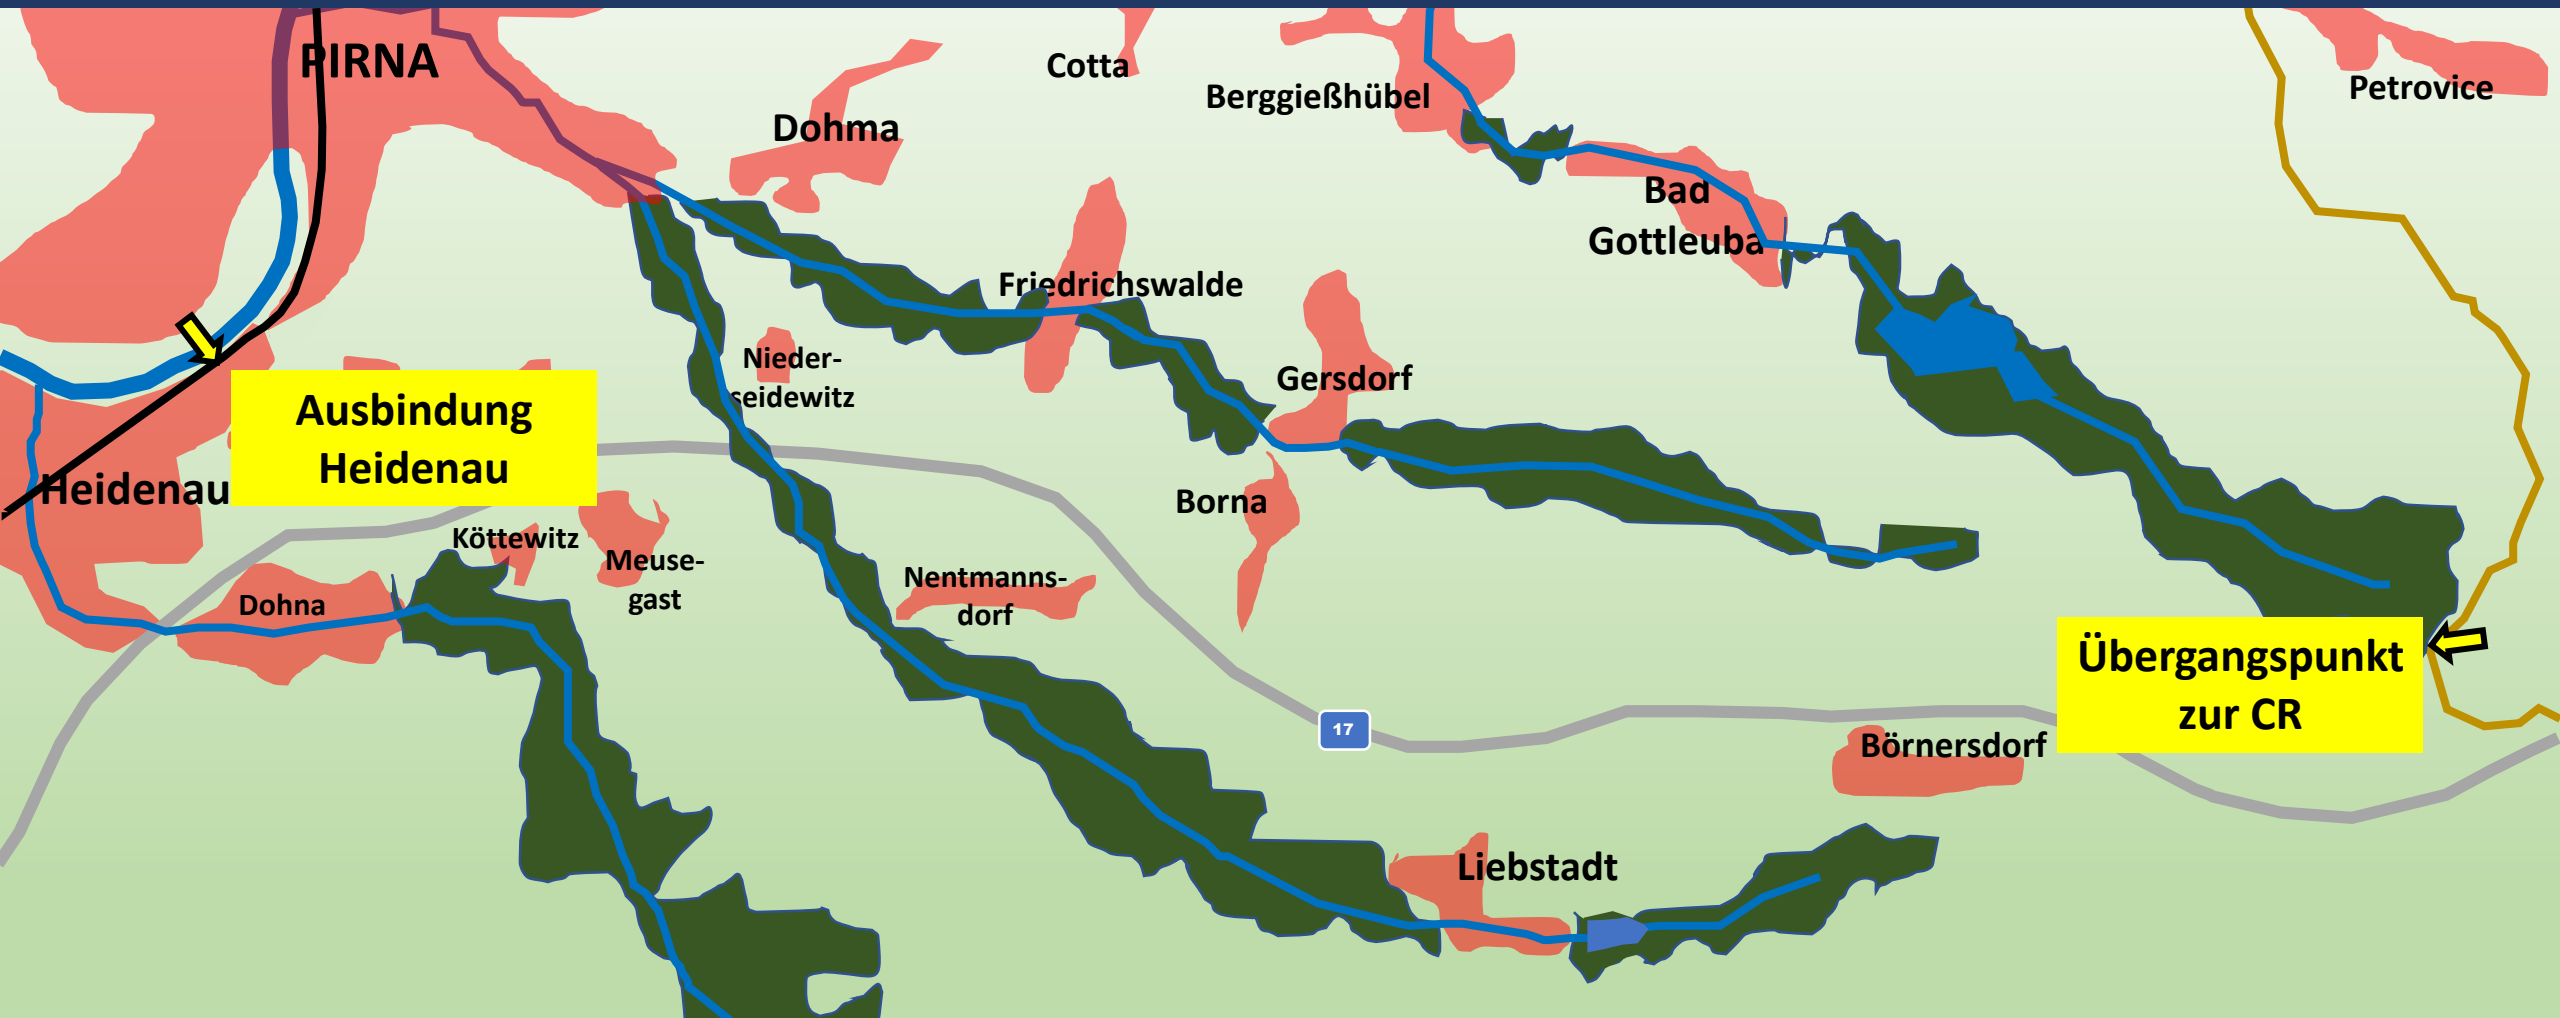 PIRNA
Cotta
Berggießhübel
Petrovice
Dohma
Bad
Gottleuba
Friedrichswalde
Nieder-
seidewitz
Gersdorf
Ausbindung
Heidenau
Heidenau
Borna
Köttewitz
Meuse-
gast
Nentmanns-
dorf
Dohna
Übergangspunkt
zur CR
17
Börnersdorf
Liebstadt